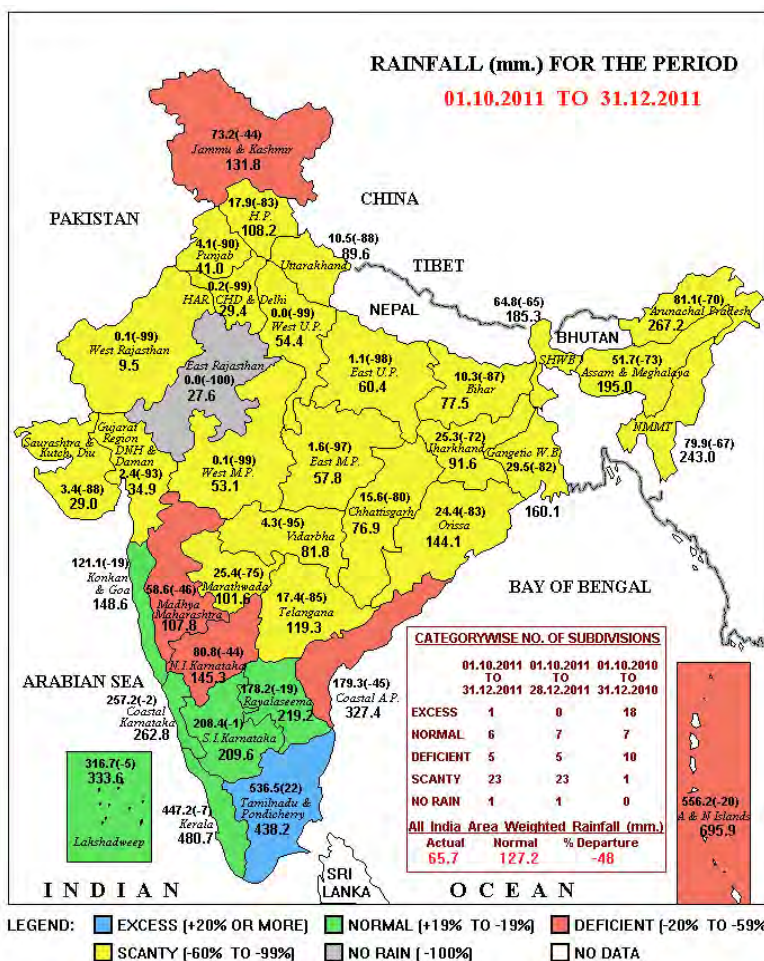 RAINFALL (mm.) FOR THE PERIOD
01.10.2011 TO 31.12.2011
73.2(-44)
Jammu & Kashmir
131.8
CHINA
PAKISTAN
17.9(-83)
H.P.
108.2
4.1(-90)
Punjab
41.0
10.5(-88)
89.6
Uttarakhand
TIBET
0.2(-99)
HAR. CHD & Delhi
29.4
NEPAL
0.0(-99)
West U.P.
54.4
64.8(-65)
185.3
BHUTAN
SHWB
81.1(-70)
Arunachal Pradesh
267.2
0.1(-99)
West Rajasthan
9.5
East Rajasthan
0.0(-100)
27.6
1.1(-98)
East U.P.
60.4
10.3(-87)
Bihar
77.5
51.7(-73)
Assam & Meghalaya
195.0
NMMT
79.9(-67)
243.0
Saurashtra &
Kutch, Diu
3.4(-88)
29.0
Gujarat
Region
DNH &
Daman
2.4(-93)
34.9
0.1(-99)
West M.P.
53.1
1.6(-97)
East M.P.
57.8
25.3(-72)
Jharkhand
91.6
Gangetic W.B.
29.5(-82)
160.1
15.6(-80)
Chhattisgarh
76.9
24.4(-83)
Orissa
144.1
4.3(-95)
Vidarbha
81.8
121.1(-19)
Konkan
& Goa
148.6
58.6(-46)
Madhya
Maharashtra
107.8
25.4(-75)
Marathwada
101.6
17.4(-85)
Telangana
119.3
BAY OF BENGAL
80.8(-44)
N.I.Karnataka
145.3
ARABIAN SEA
257.2(-2)
Coastal
Karnataka
262.8
178.2(-19)
Rayalaseema
219.2
179.3(-45)
Coastal A.P.
327.4
208.4(-1)
S.I.Karnataka
209.6
316.7(-5)
333.6
Lakshadweep
447.2(-7)
Kerala
480.7
536.5(22)
Tamilnadu &
Pondicherry
438.2
CATEGORYWISE NO. OF SUBDIVISIONS
01.10.2011 01.10.2011 01.10.2010
TO TO TO
31.12.2011 28.12.2011 31.12.2010
EXCESS 1 0 18
NORMAL 6 7 7
DEFICIENT 5 5 10
SCANTY 23 23 1
NO RAIN 1 1 0
All India Area Weighted Rainfall (mm.)
Actual Normal % Departure
65.7 127.2 -48
556.2(-20)
A & N Islands
695.9
SRI
LANKA
INDIAN OCEAN
LEGEND: EXCESS (+20% OR MORE) NORMAL (+19% TO -19%) DEFICIENT (-20% TO -59%
SCANTY (-60% TO -99%) NO RAIN (-100%) NO DATA